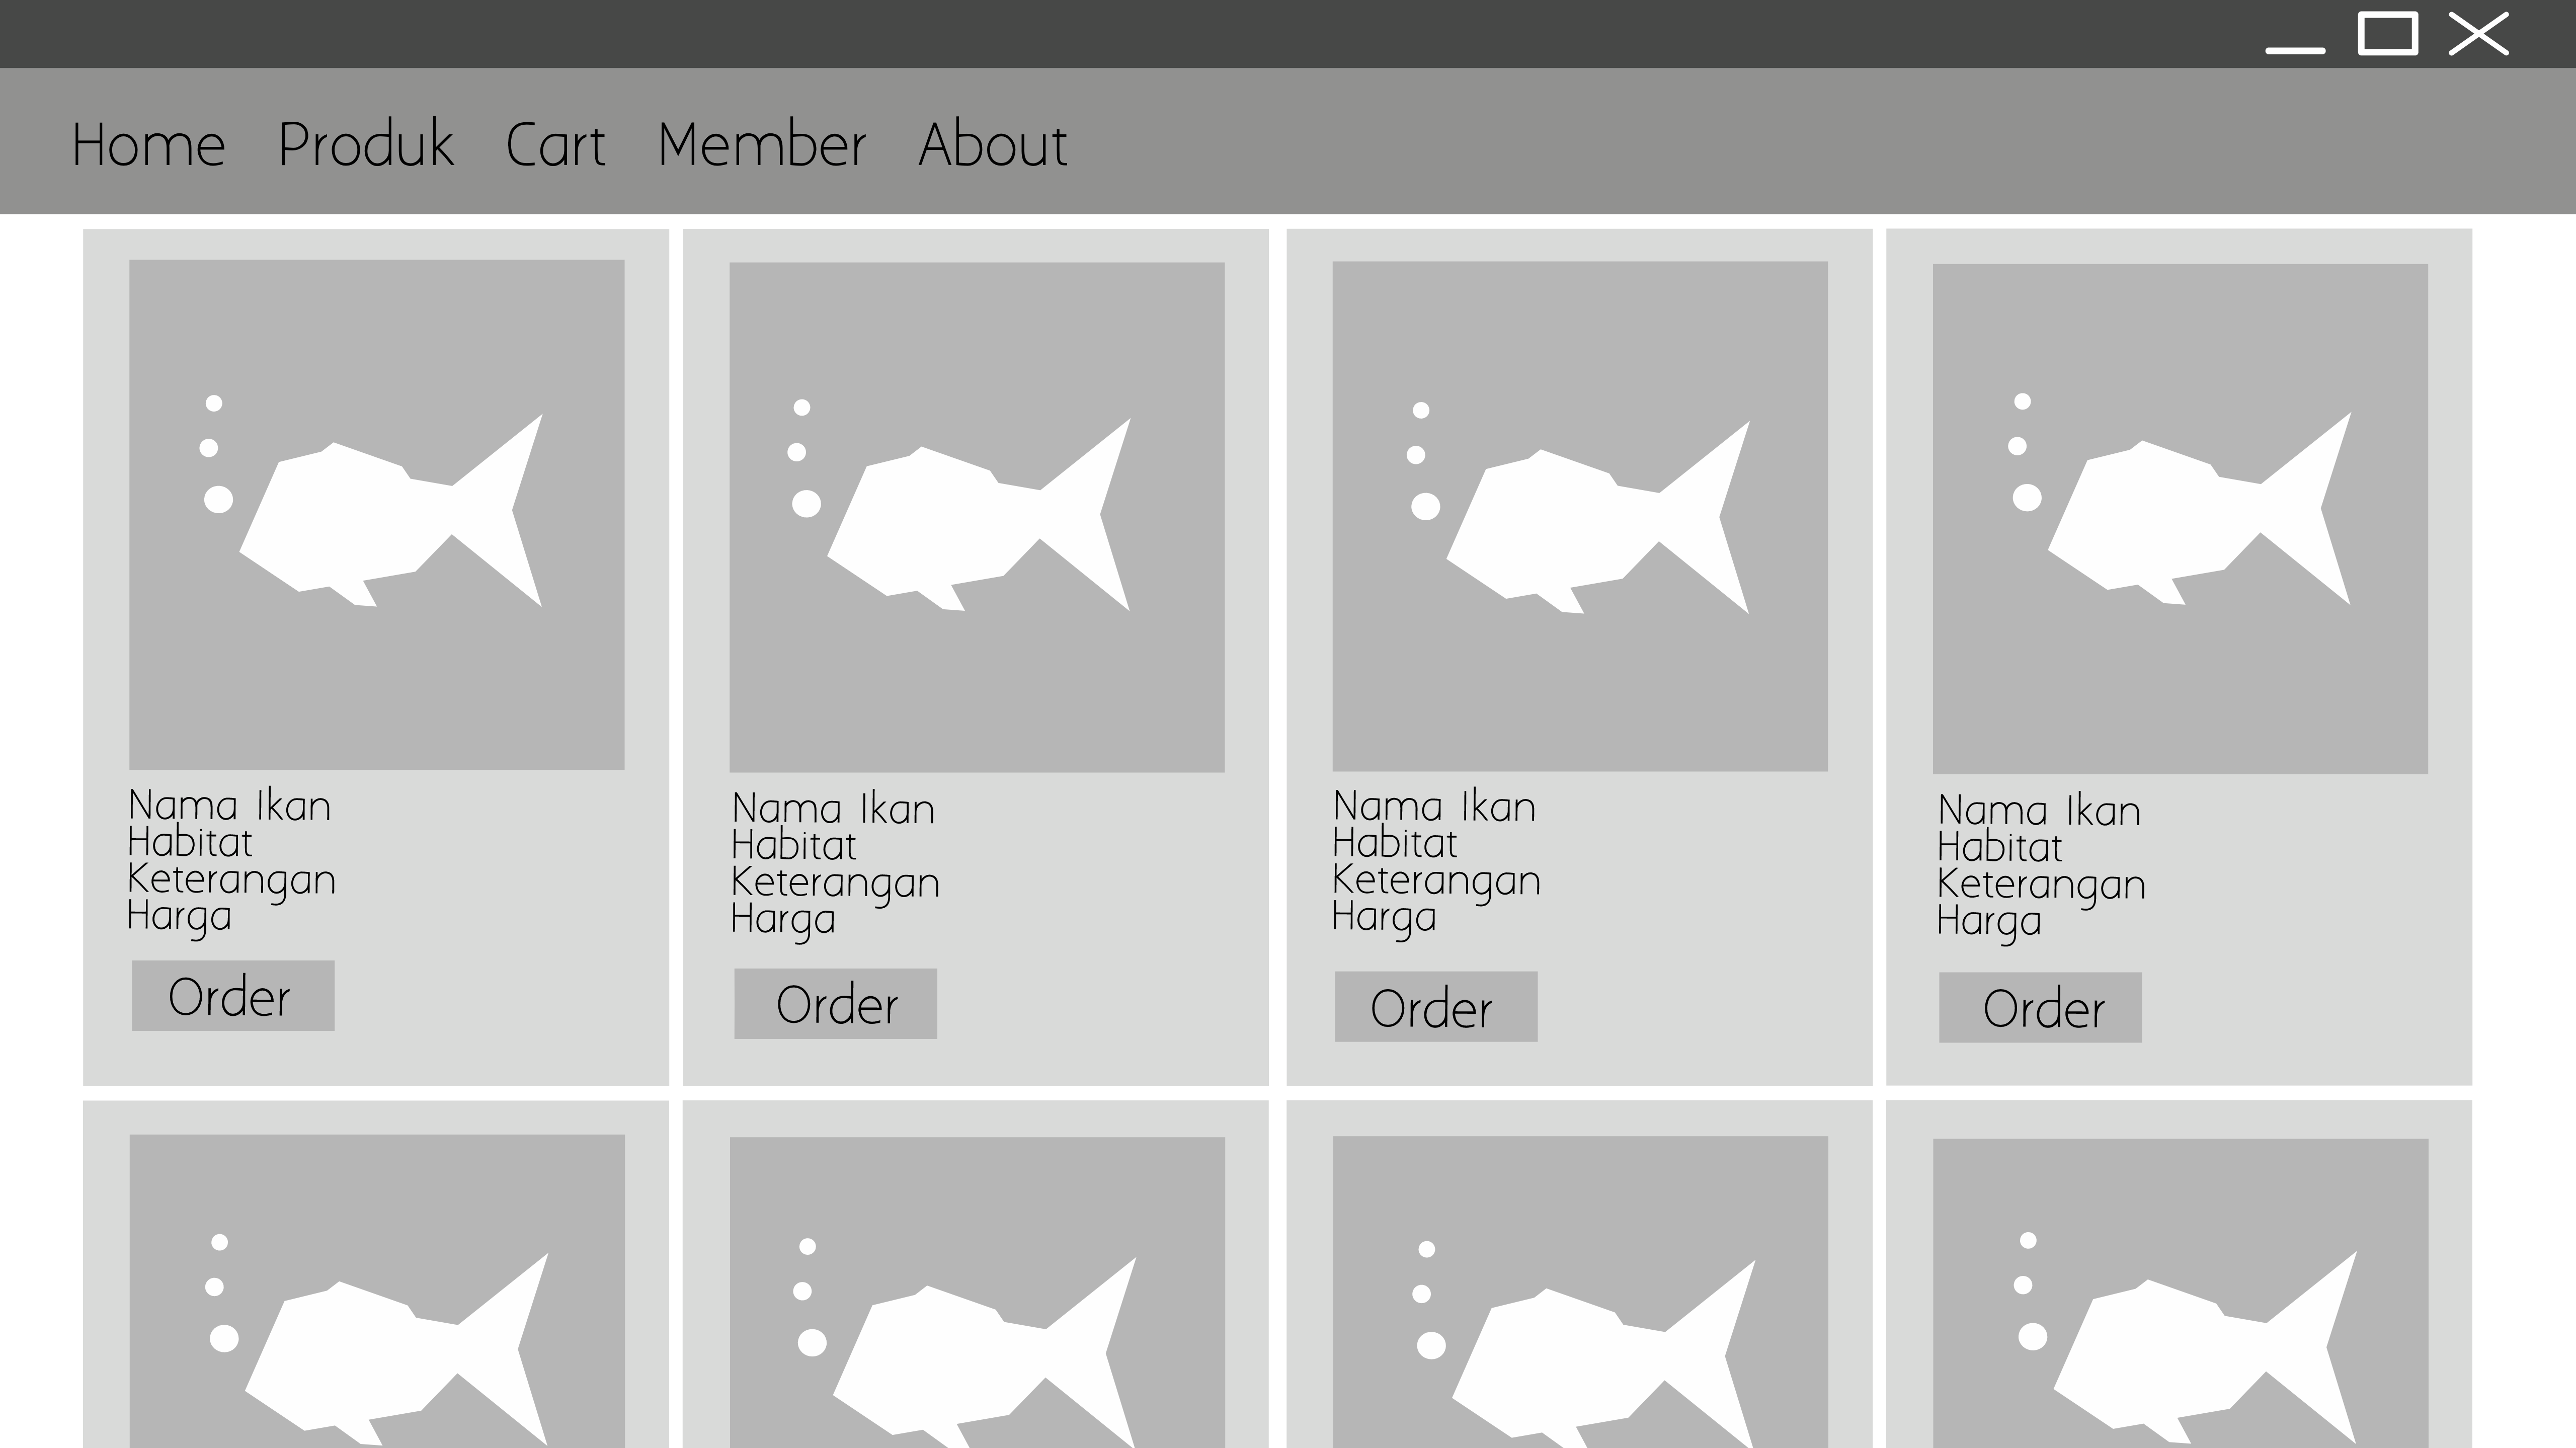 Home Produk Cart Member About
Nama Ikan
Habitat
Keterangan
Harga
Order
Nama Ikan
Habitat
Keterangan
Harga
Order
Nama Ikan
Habitat
Keterangan
Harga
Order
Nama Ikan
Habitat
Keterangan
Harga
Order